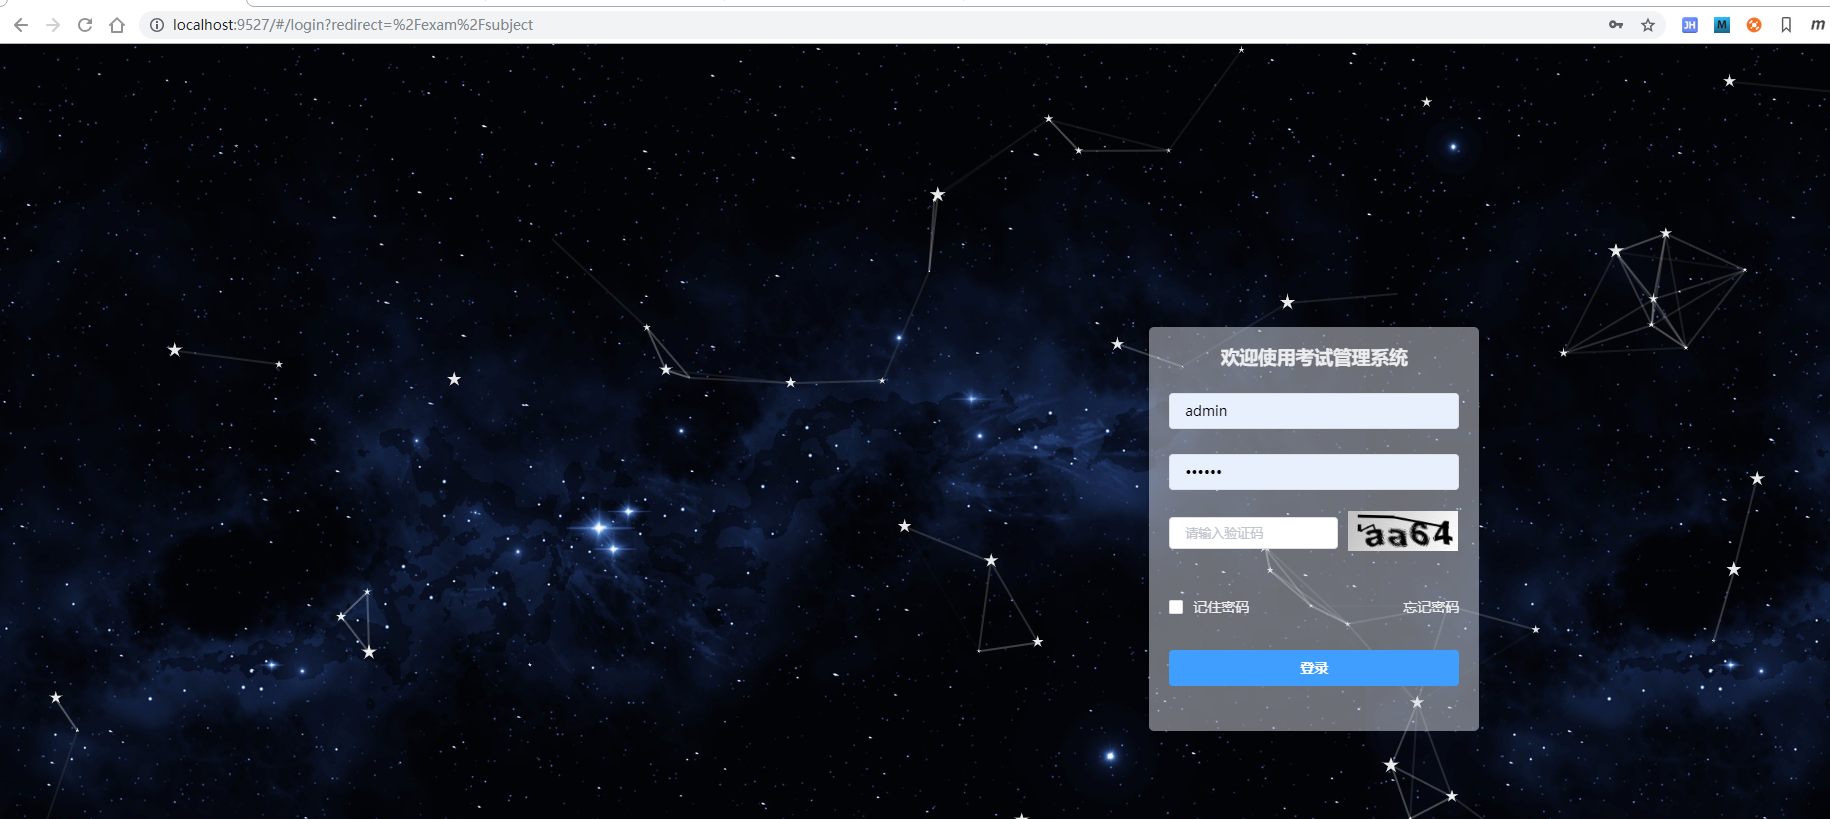 localhost:9527/#/login?redirect=%2Fexam%2Fsubject
JH
M
m
欢迎使用考试管理系统
admin
••••••
请输入验证码
aa64
记住密码
忘记密码
登录